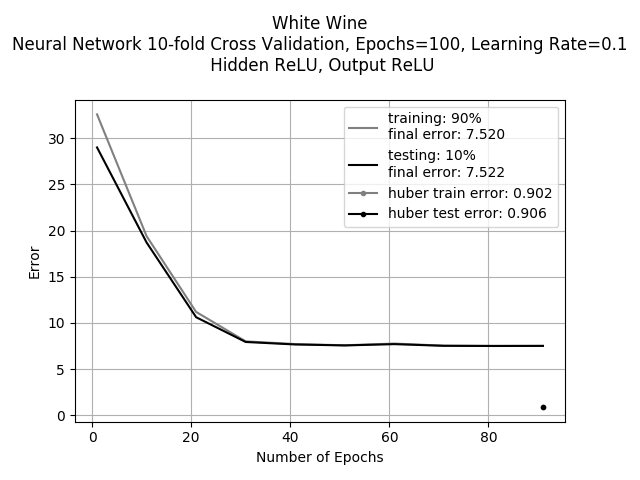 White Wine
Neural Network 10-fold Cross Validation, Epochs=100, Learning Rate=0.1
Hidden ReLU, Output ReLU
training: 90%
final error: 7.520
testing: 10%
final error: 7.522
huber train error: 0.902
huber test error: 0.906
Error
30
25
20
15
10
5
0
0 20 40 60 80
Number of Epochs